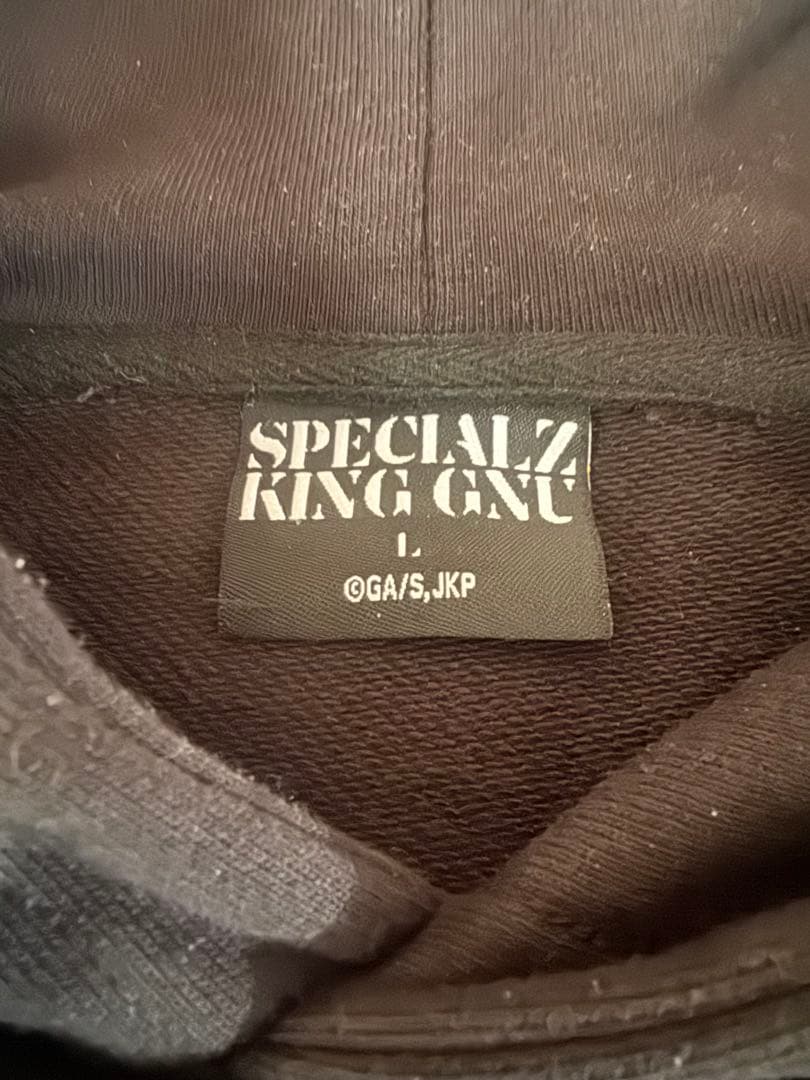 SPECIALZ
KING GNU
L
©GA/S,JKP